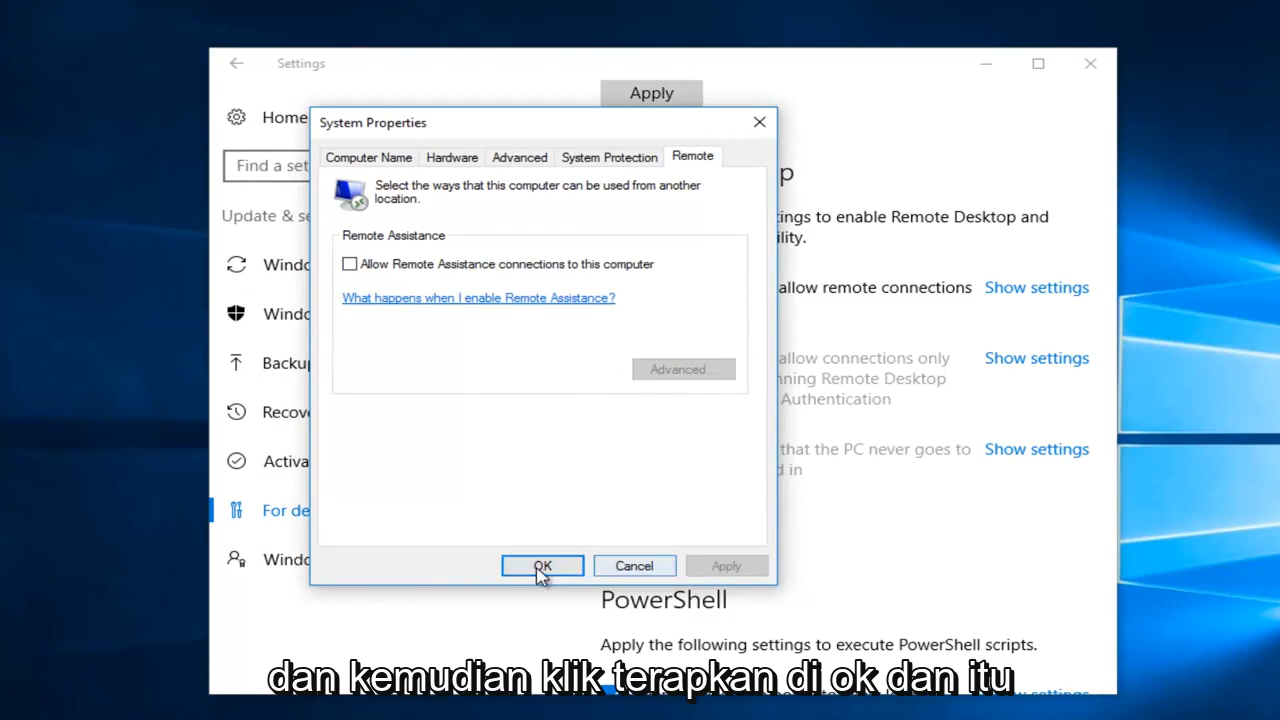 Settings
Apply
Home
Find a set
Update & se
Windo
Windo
Backup
Recov
Activa
For de
Windo
System Properties
Computer Name
Hardware
Advanced
System Protection
Remote
Select the ways that this computer can be used from another
location.
Remote Assistance
Allow Remote Assistance connections to this computer
What happens when I enable Remote Assistance?
Advanced...
OK
Cancel
Apply
p
ings to enable Remote Desktop and
ility.
allow remote connections Show settings
allow connections only Show settings
nning Remote Desktop
Authentication
that the PC never goes to Show settings
d in
PowerShell
Apply the following settings to execute PowerShell scripts.
dan kemudian klik terapkan di ok dan itu